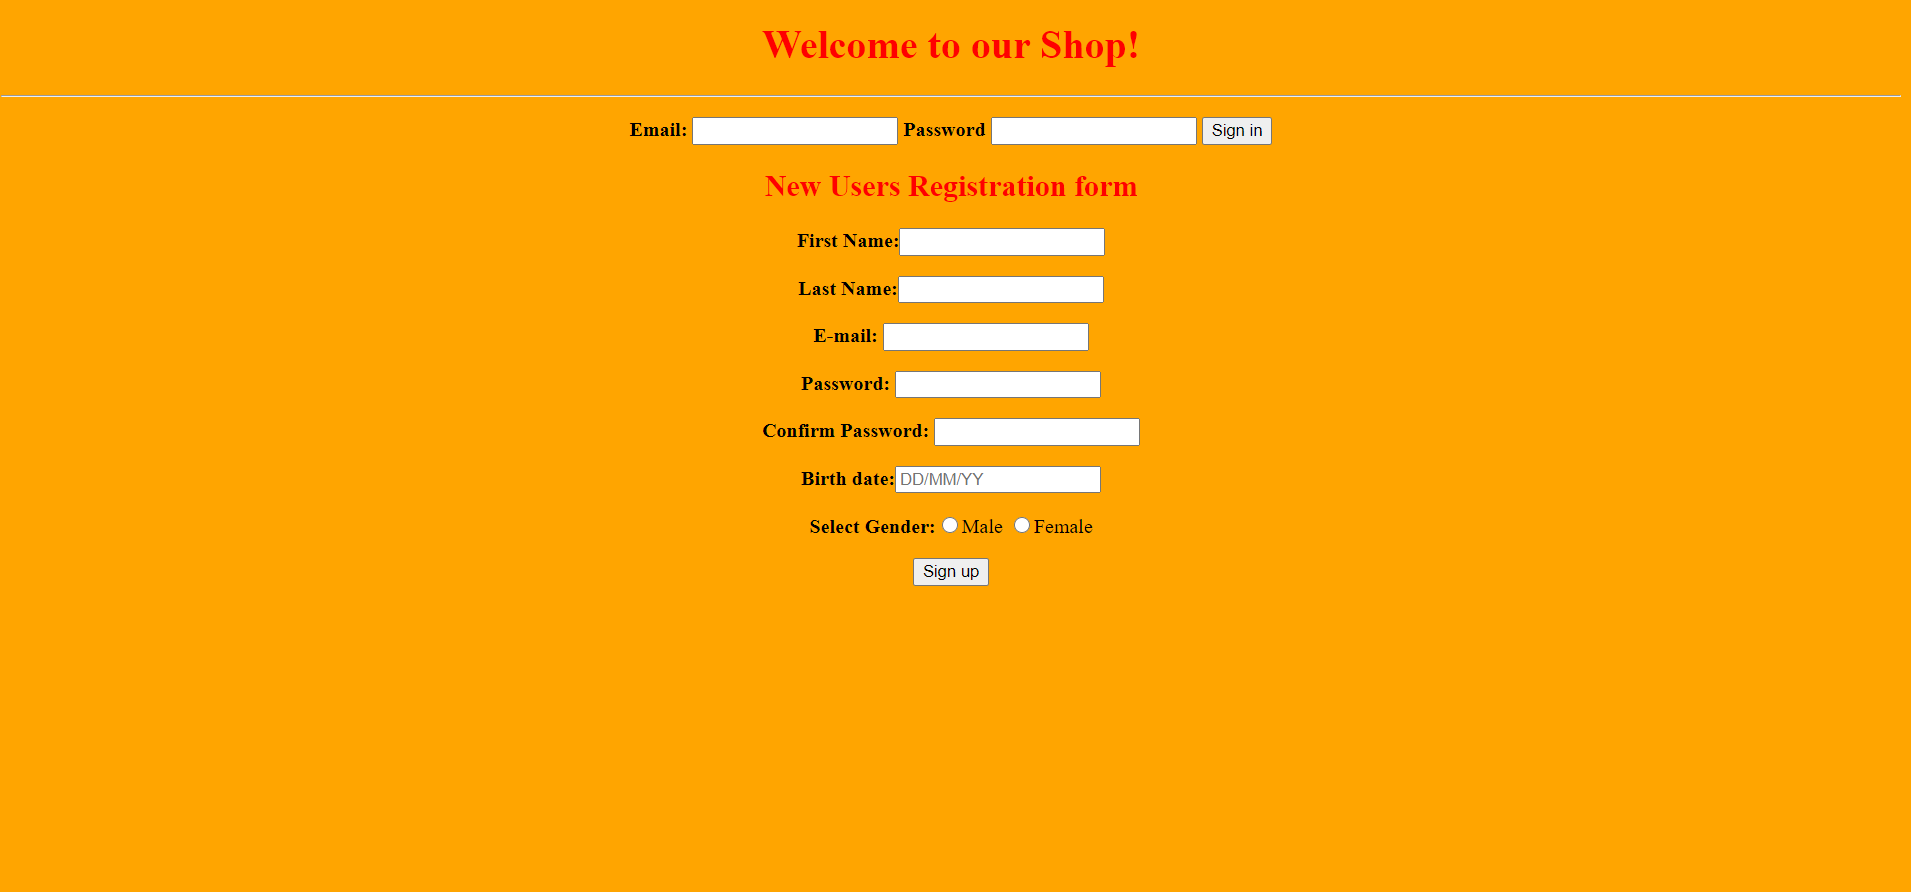 Welcome to our Shop!
Email: Password Sign in
New Users Registration form
First Name:
Last Name:
E-mail:
Password:
Confirm Password:
Birth date: DD/MM/YY
Select Gender: Male Female
Sign up